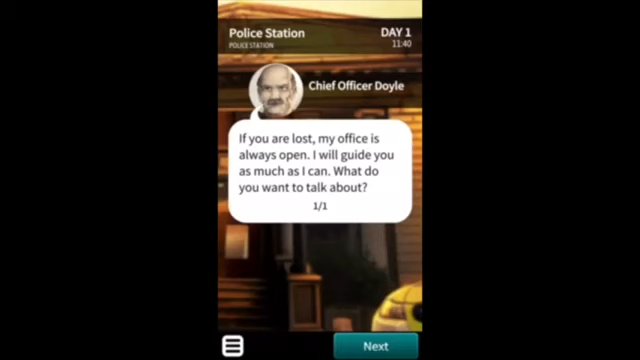 Police Station
POLICE STATION
DAY 1
11:40
Chief Officer Doyle
If you are lost, my office is
always open. I will guide you
as much as I can. What do
you want to talk about?
1/1
Next